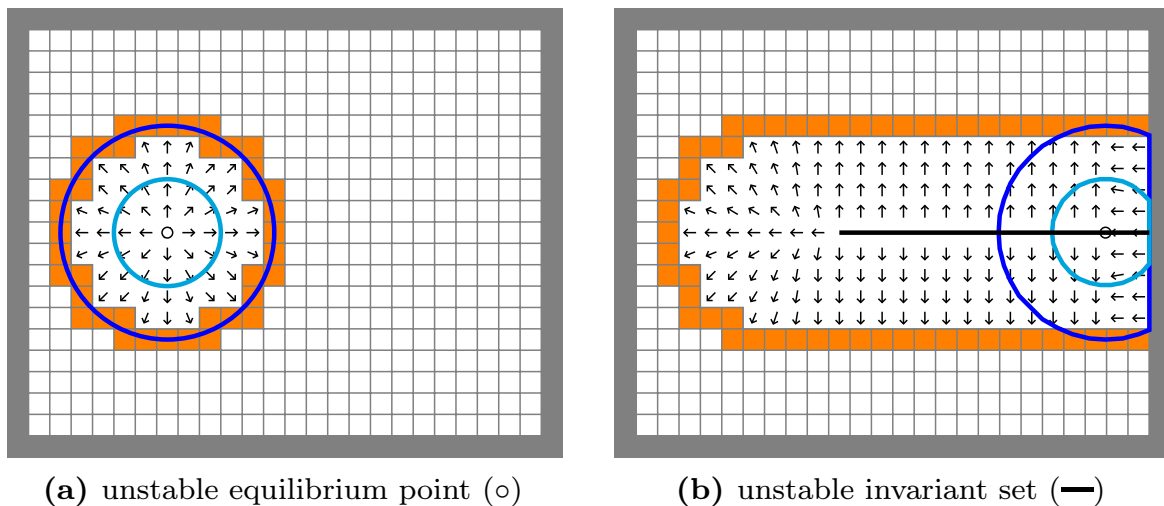 (a) unstable equilibrium point (○)
(b) unstable invariant set (━)